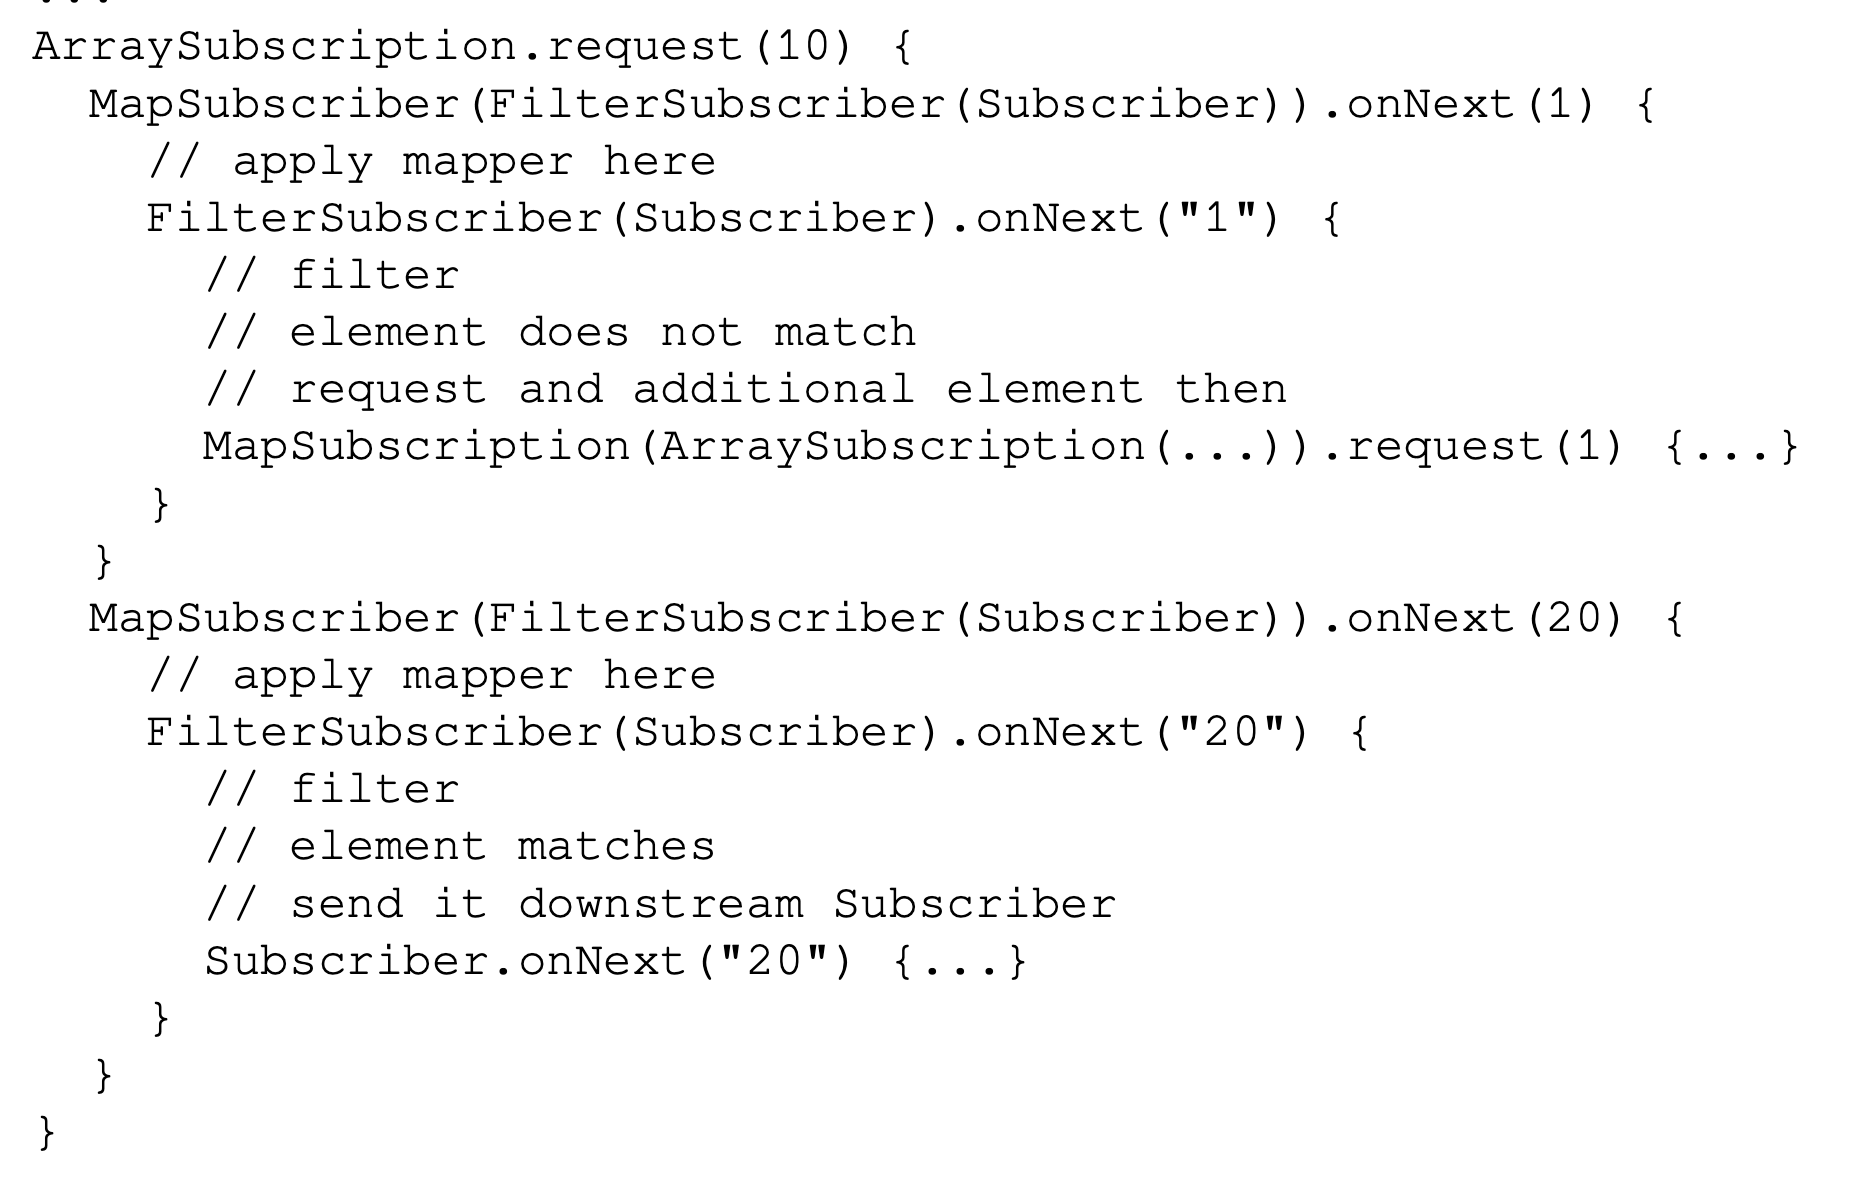 ...
ArraySubscription.request(10) {
MapSubscriber(FilterSubscriber(Subscriber)).onNext(1) {
// apply mapper here
FilterSubscriber(Subscriber).onNext("1") {
// filter
// element does not match
// request and additional element then
MapSubscription(ArraySubscription(...)).request(1) {...}
}
}
MapSubscriber(FilterSubscriber(Subscriber)).onNext(20) {
// apply mapper here
FilterSubscriber(Subscriber).onNext("20") {
// filter
// element matches
// send it downstream Subscriber
Subscriber.onNext("20") {...}
}
}
}